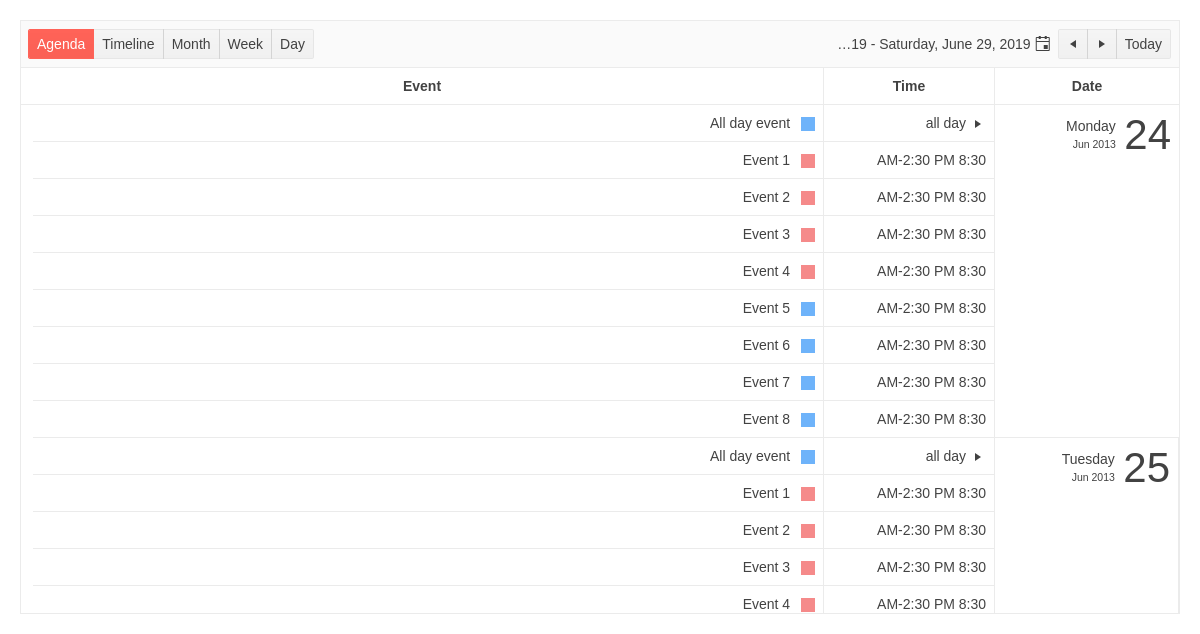 Agenda Timeline Month Week Day …19 - Saturday, June 29, 2019 Today
Event Time Date
All day event all day Monday 24
Jun 2013
Event 1 AM-2:30 PM 8:30
Event 2 AM-2:30 PM 8:30
Event 3 AM-2:30 PM 8:30
Event 4 AM-2:30 PM 8:30
Event 5 AM-2:30 PM 8:30
Event 6 AM-2:30 PM 8:30
Event 7 AM-2:30 PM 8:30
Event 8 AM-2:30 PM 8:30
All day event all day Tuesday 25
Jun 2013
Event 1 AM-2:30 PM 8:30
Event 2 AM-2:30 PM 8:30
Event 3 AM-2:30 PM 8:30
Event 4 AM-2:30 PM 8:30